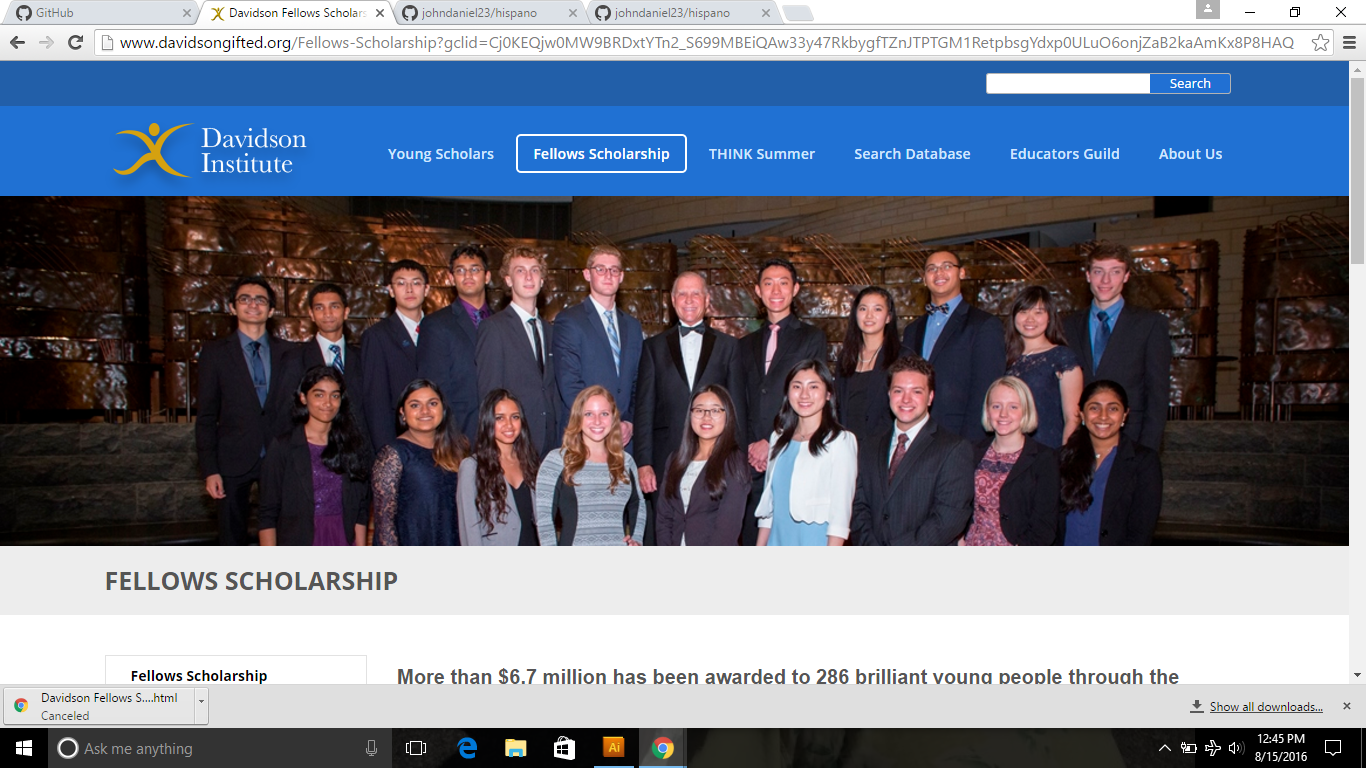 GitHub
Davidson Fellows Scholars
johndaniel23/hispano
johndaniel23/hispano
www.davidsongifted.org/Fellows-Scholarship?gclid=Cj0KEQjw0MW9BRDxtYTn2_S699MBEiQAw33y47RkbygfTZnJTPTGM1RetpbsgYdxp0ULuO6onjZaB2kaAmKx8P8HAQ
Search
Davidson
Institute
Young Scholars
Fellows Scholarship
THINK Summer
Search Database
Educators Guild
About Us
FELLOWS SCHOLARSHIP
Fellows Scholarship
More than $6.7 million has been awarded to 286 brilliant young people through the
Davidson Fellows S....html
Canceled
Show all downloads...
Ask me anything
Ai
12:45 PM
8/15/2016